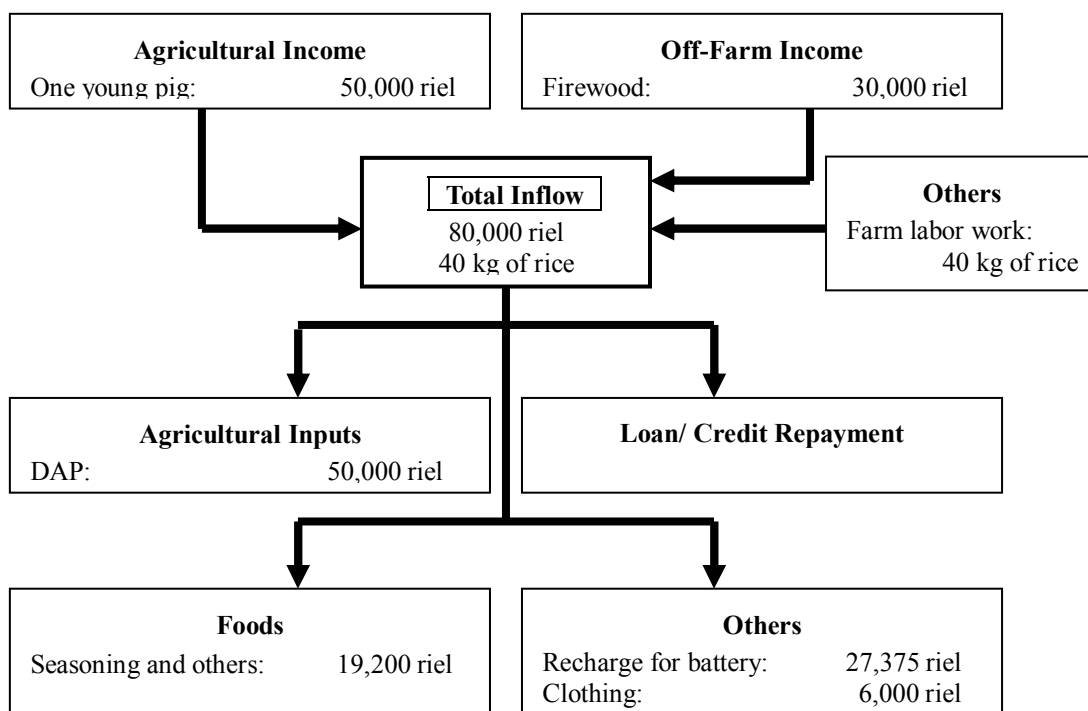 Agricultural Income
One young pig: 50,000 riel
Off-Farm Income
Firewood: 30,000 riel
Total Inflow
80,000 riel
40 kg of rice
Others
Farm labor work:
40 kg of rice
Agricultural Inputs
DAP: 50,000 riel
Loan/ Credit Repayment
Foods
Seasoning and others: 19,200 riel
Others
Recharge for battery: 27,375 riel
Clothing: 6,000 riel